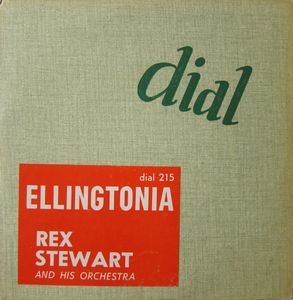 dial
dial 215
ELLINGTONIA
REX
STEWART
AND HIS ORCHESTRA